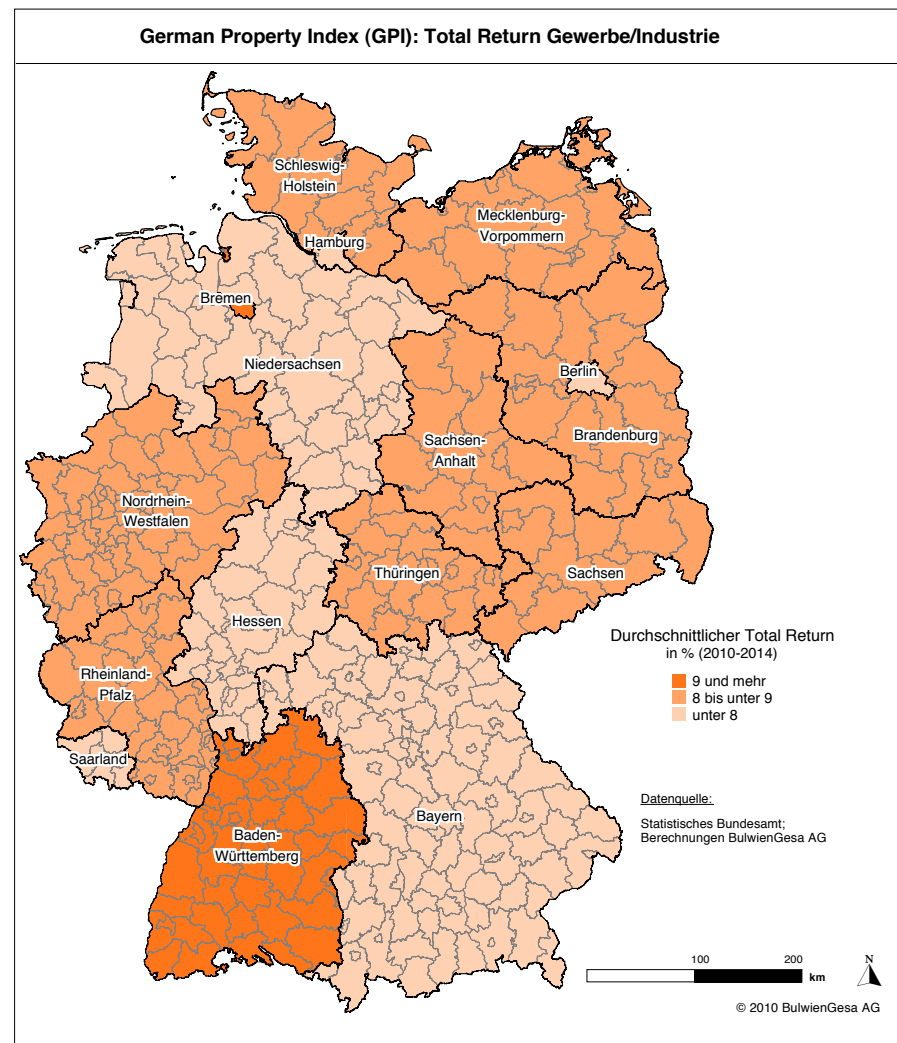 German Property Index (GPI): Total Return Gewerbe/Industrie
Schleswig-
Holstein
Mecklenburg-
Vorpommern
Hamburg
Bremen
Niedersachsen
Berlin
Brandenburg
Sachsen-
Anhalt
Nordrhein-
Westfalen
Thüringen
Sachsen
Hessen
Rheinland-
Pfalz
Saarland
Bayern
Baden-
Württemberg
Durchschnittlicher Total Return
in % (2010-2014)
9 und mehr
8 bis unter 9
unter 8
Datenquelle:
Statistisches Bundesamt;
Berechnungen BulwienGesa AG
100 200
km
N
© 2010 BulwienGesa AG